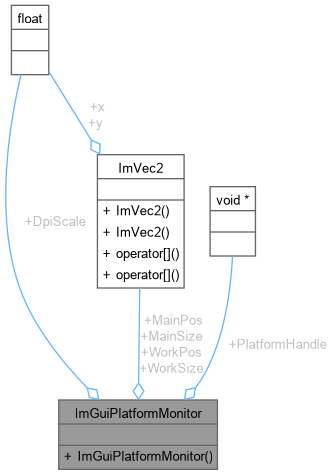 float
+x
+y
ImVec2
+ ImVec2()
+ ImVec2()
+ operator[]()
+ operator[]()
void *
+DpiScale
+MainPos
+MainSize
+WorkPos
+WorkSize
+PlatformHandle
ImGuiPlatformMonitor
+ ImGuiPlatformMonitor()